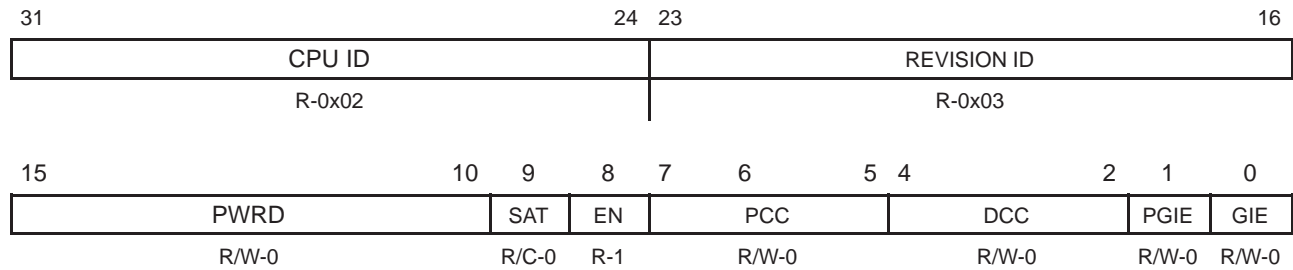 31 24 23 16
CPU ID REVISION ID
R-0x02 R-0x03
15 10 9 8 7 6 5 4 2 1 0
PWRD SAT EN PCC DCC PGIE GIE
R/W-0 R/C-0 R-1 R/W-0 R/W-0 R/W-0 R/W-0